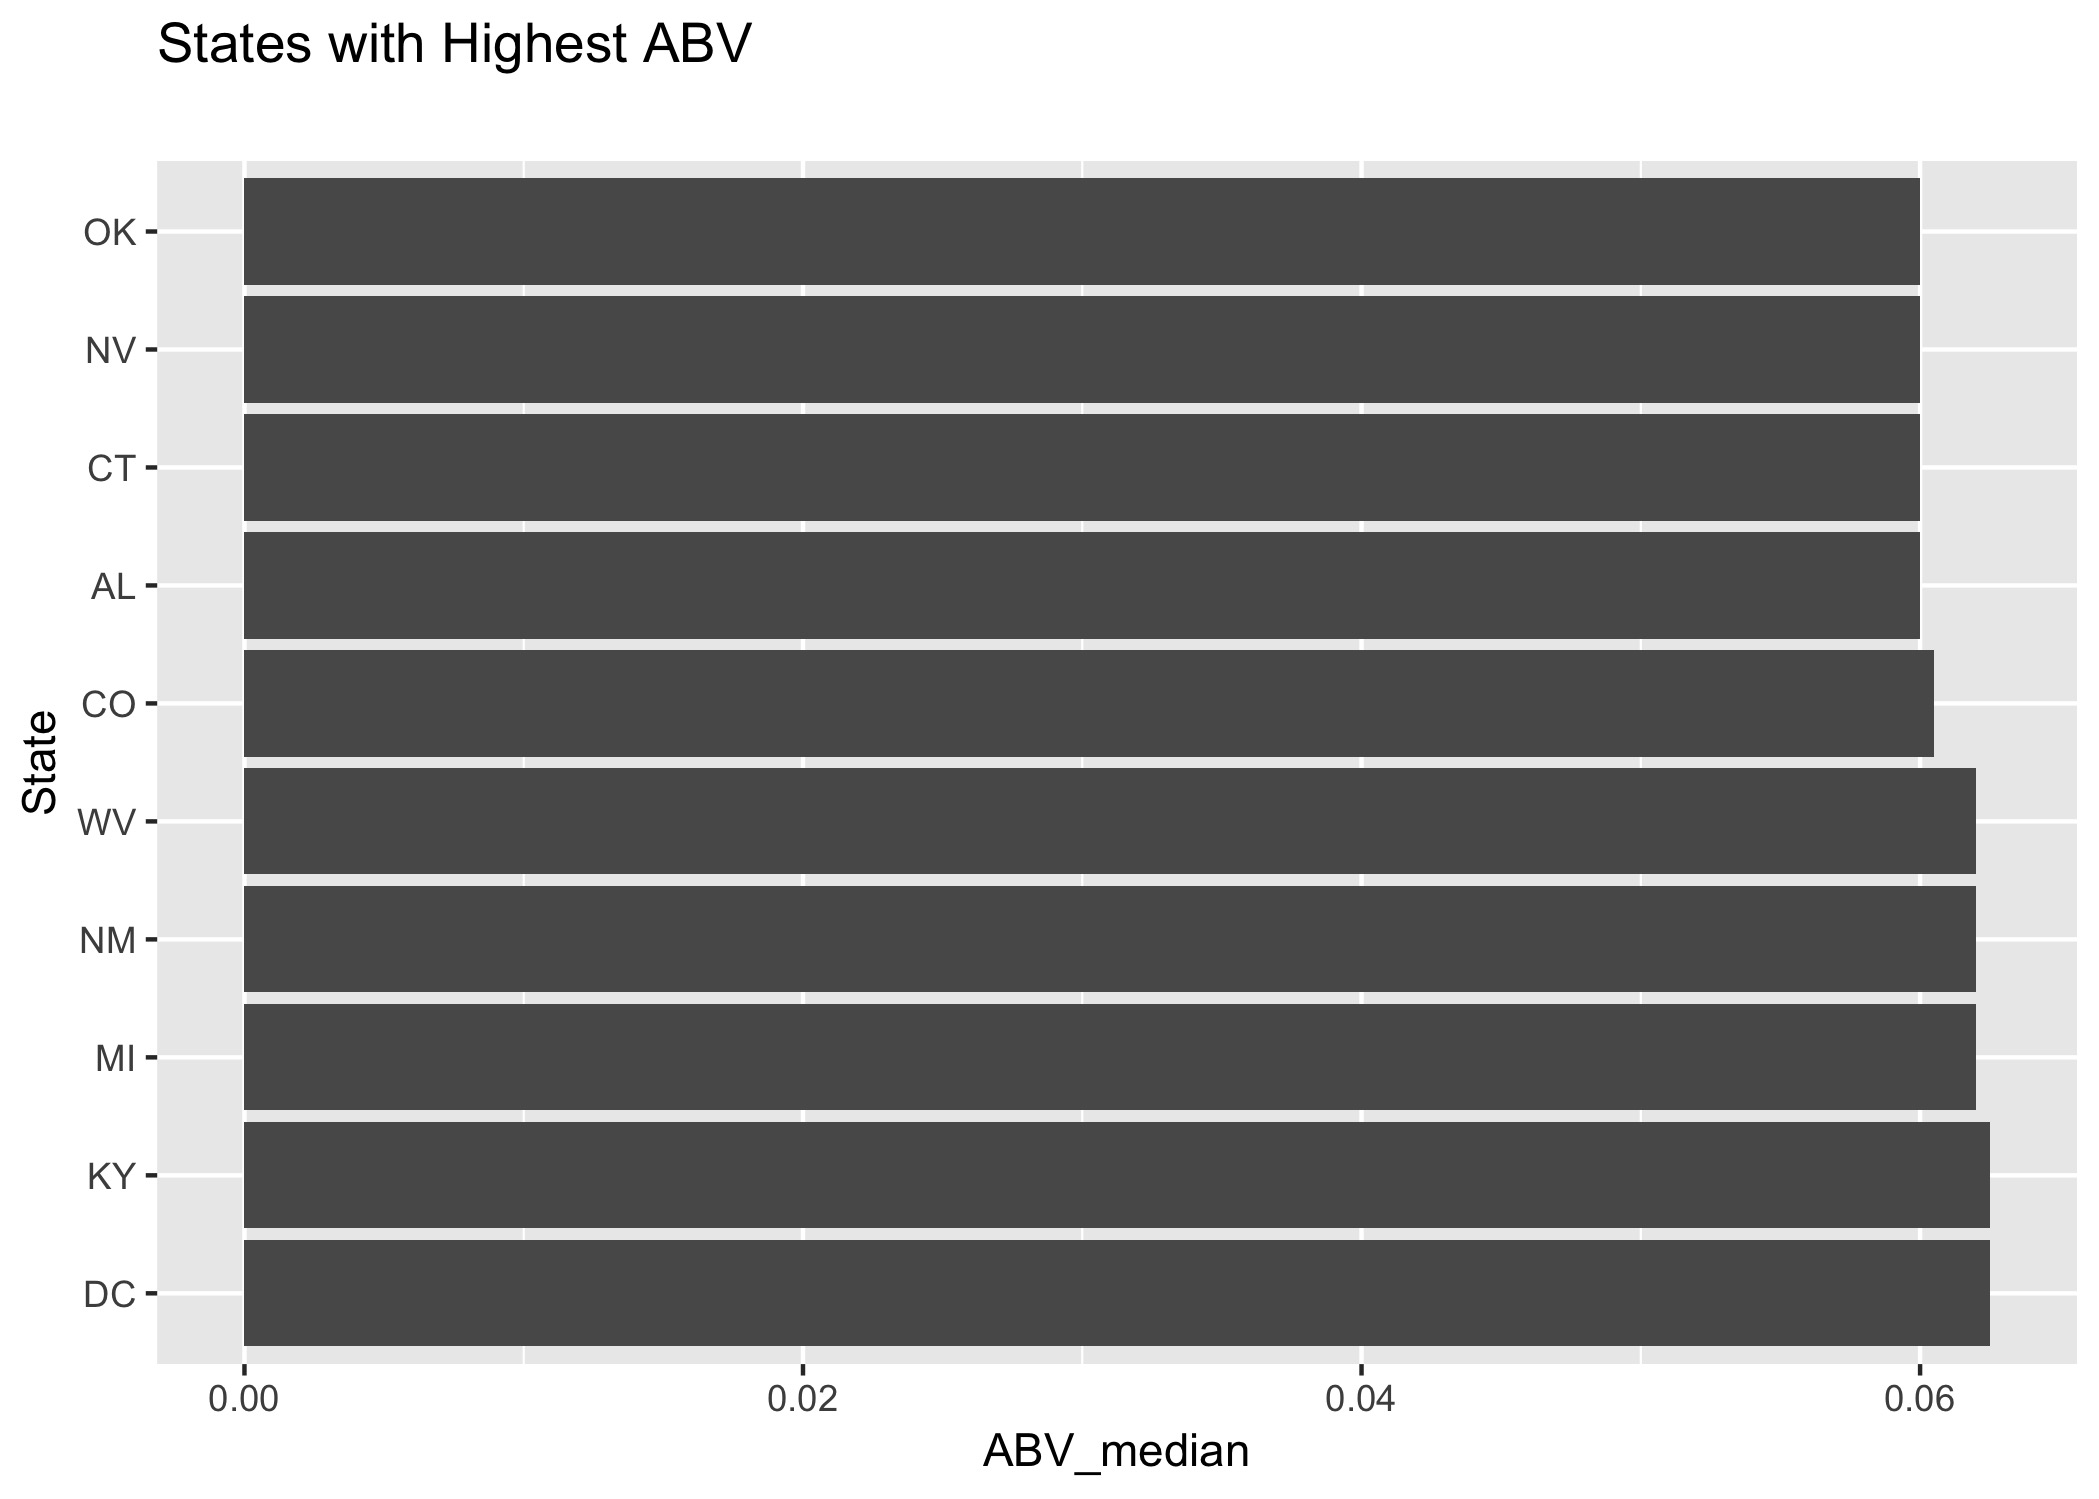 States with Highest ABV
State
OK
NV
CT
AL
CO
WV
NM
MI
KY
DC
0.00 0.02 0.04 0.06
ABV_median